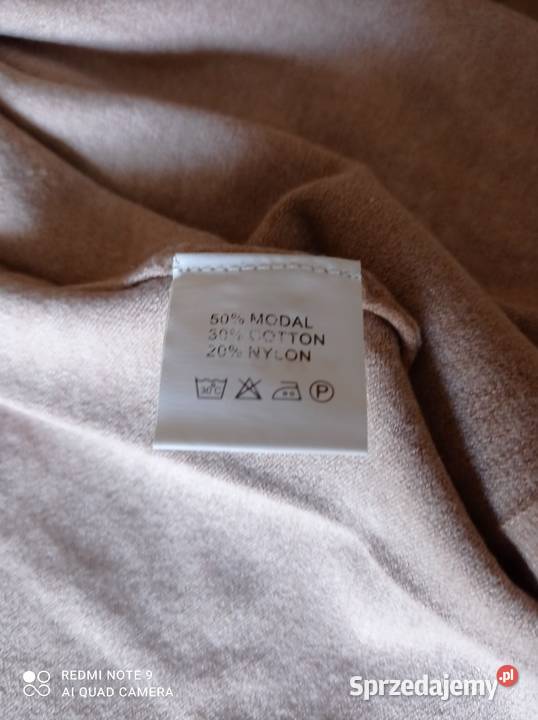 50% MODAL
30% COTTON
20% NYLON
30°C
P
REDMI NOTE 9
AI QUAD CAMERA
Sprzedajemy.pl